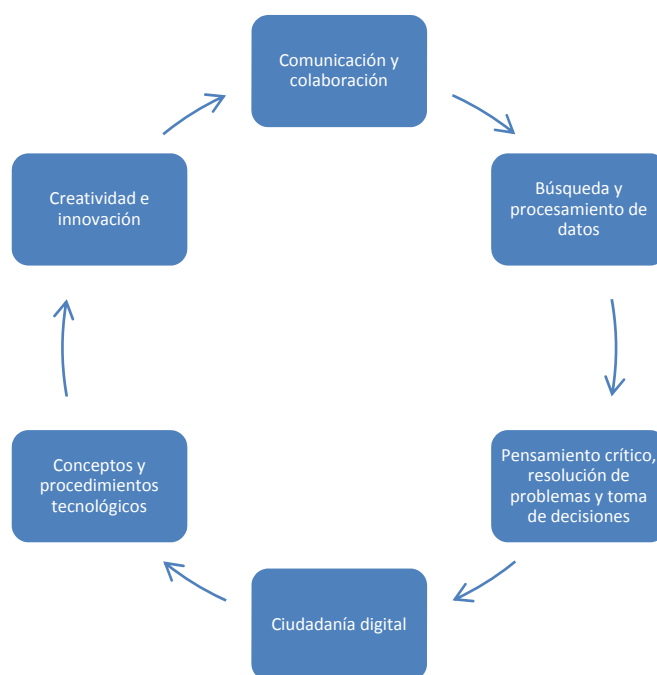 Comunicación y
colaboración
Búsqueda y
procesamiento de
datos
Pensamiento crítico,
resolución de
problemas y toma
de decisiones
Ciudadanía digital
Conceptos y
procedimientos
tecnológicos
Creatividad e
innovación